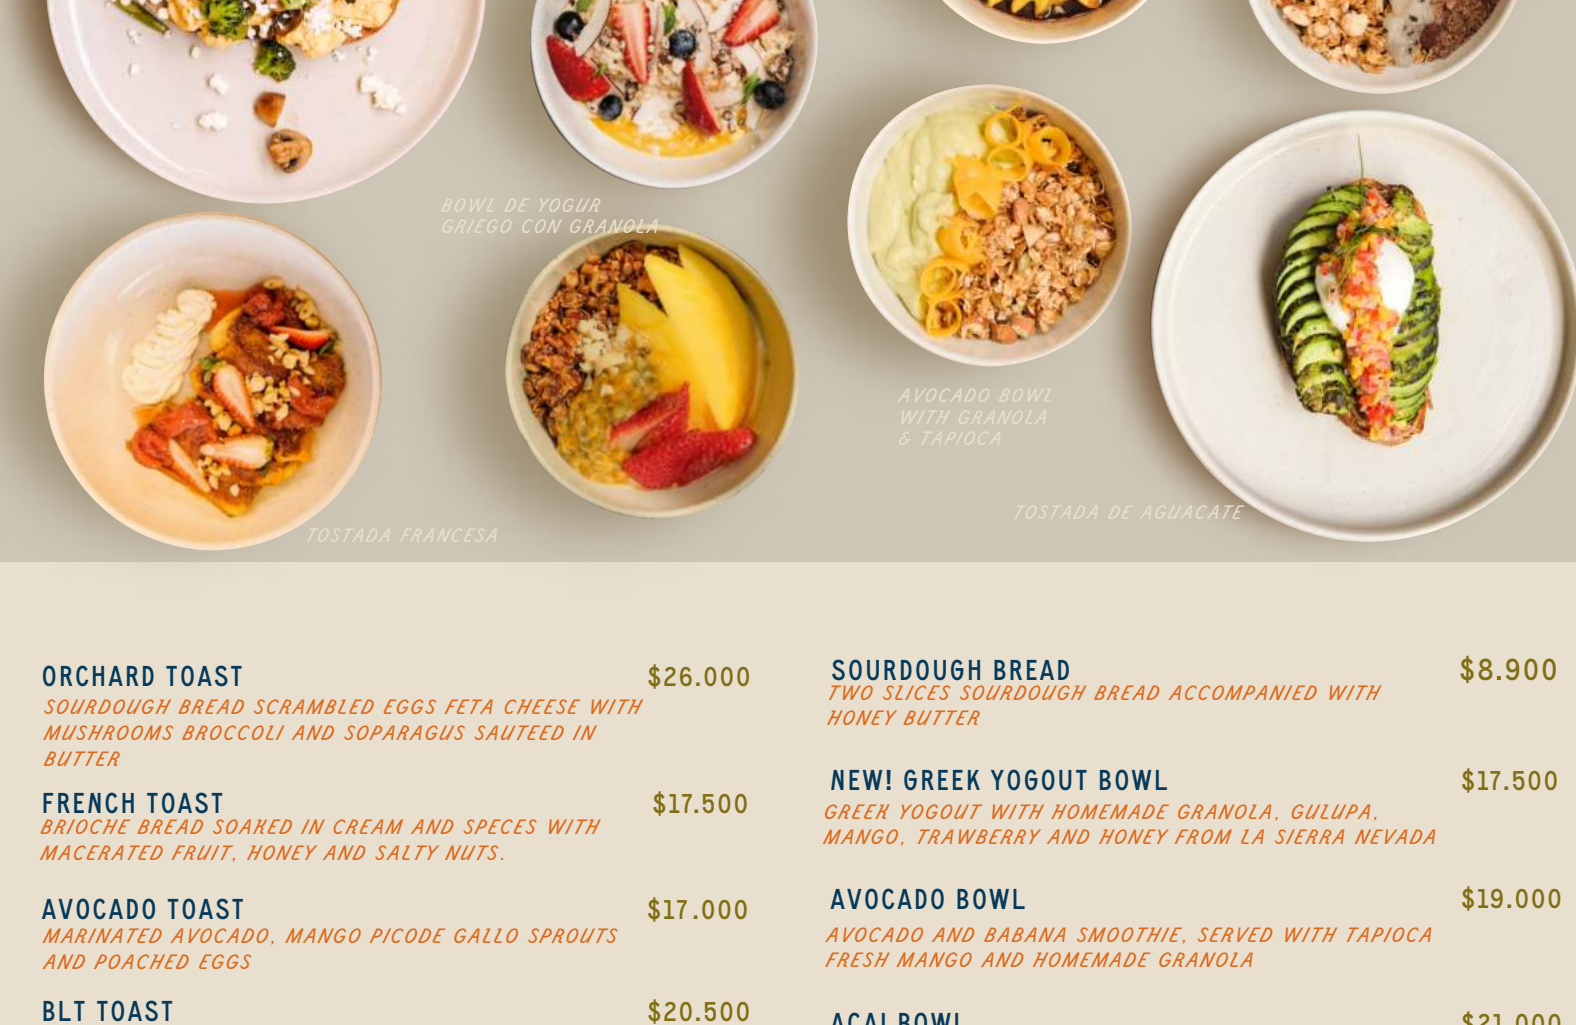 BOWL DE YOGUR
GRIEGO CON GRANOLA
AVOCADO BOWL
WITH GRANOLA
& TAPIOCA
TOSTADA DE AGUACATE
TOSTADA FRANCESA
ORCHARD TOAST $26.000
SOURDOUGH BREAD SCRAMBLED EGGS FETA CHEESE WITH
MUSHROOMS BROCCOLI AND SOPARAGUS SAUTEED IN
BUTTER
FRENCH TOAST $17.500
BRIOCHE BREAD SOAKED IN CREAM AND SPECES WITH
MACERATED FRUIT, HONEY AND SALTY NUTS.
AVOCADO TOAST $17.000
MARINATED AVOCADO, MANGO PICODE GALLO SPROUTS
AND POACHED EGGS
BLT TOAST $20.500
SOURDOUGH BREAD $8.900
TWO SLICES SOURDOUGH BREAD ACCOMPANIED WITH
HONEY BUTTER
NEW! GREEK YOGOUT BOWL $17.500
GREEK YOGOUT WITH HOMEMADE GRANOLA, GULUPA,
MANGO, TRAWBERRY AND HONEY FROM LA SIERRA NEVADA
AVOCADO BOWL $19.000
AVOCADO AND BABANA SMOOTHIE, SERVED WITH TAPIOCA
FRESH MANGO AND HOMEMADE GRANOLA
ACAI BOWL $21.000